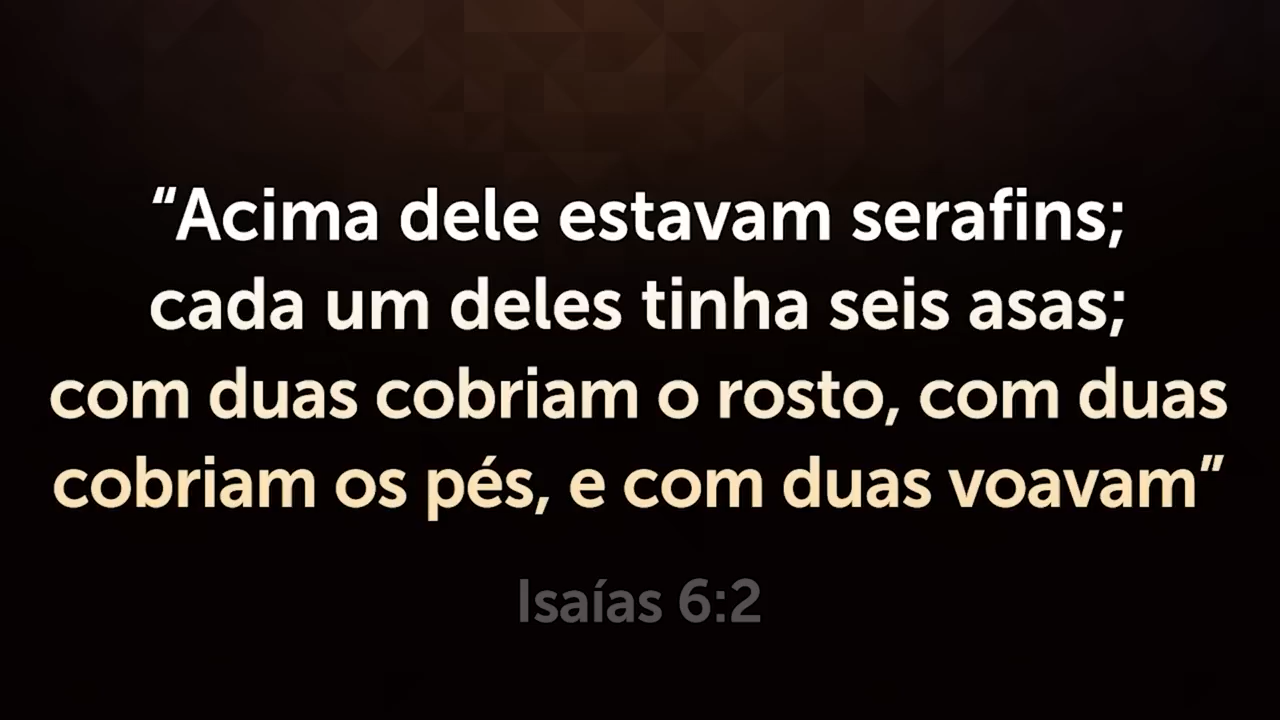 “Acima dele estavam serafins;
cada um deles tinha seis asas;
com duas cobriam o rosto, com duas
cobriam os pés, e com duas voavam”
Isaías 6:2